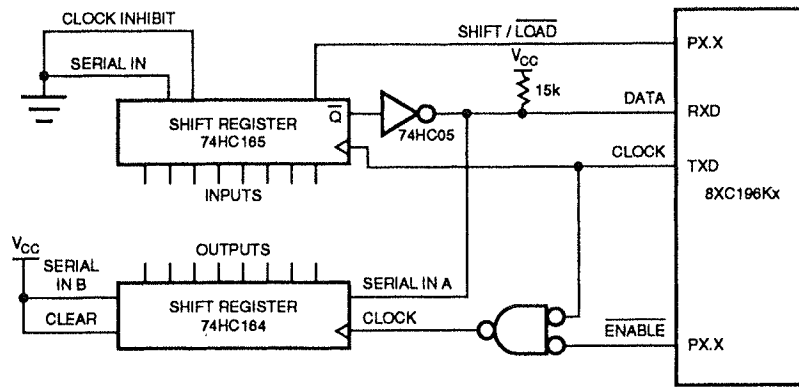 CLOCK INHIBIT
SHIFT / LOAD
PX.X
SERIAL IN
VCC
15k
DATA
RXD
Q
SHIFT REGISTER
74HC165
74HC05
CLOCK
TXD
8XC196Kx
INPUTS
VCC
OUTPUTS
SERIAL
IN B
SERIAL IN A
SHIFT REGISTER
74HC164
CLEAR
CLOCK
ENABLE
PX.X